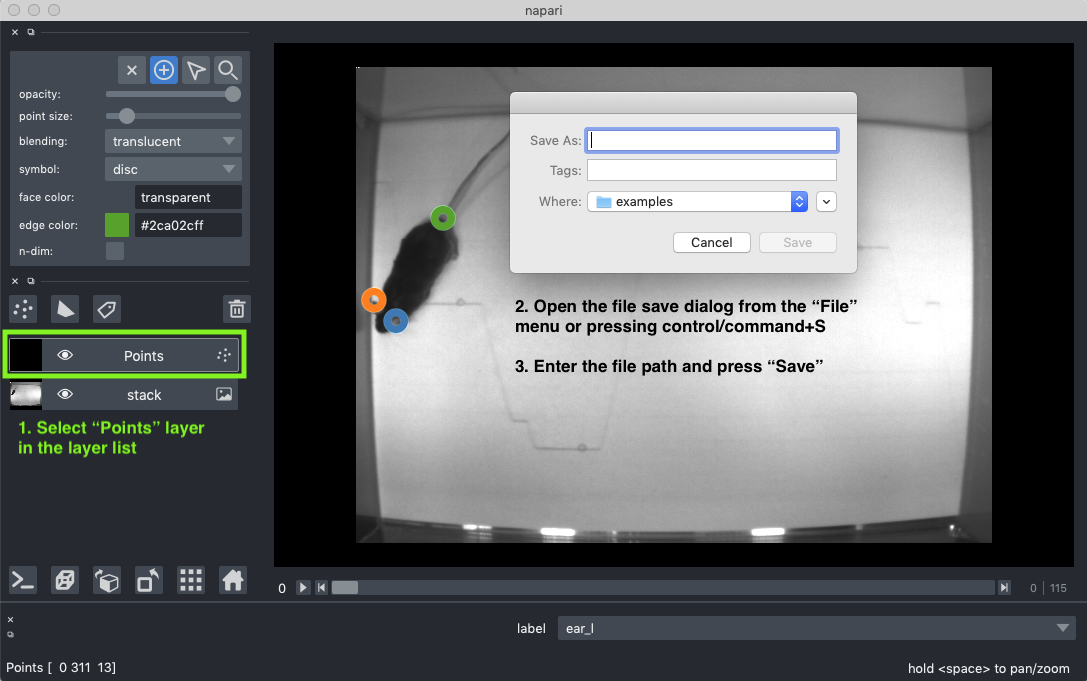 napari
opacity:
point size:
blending: translucent
symbol: disc
face color: transparent
edge color: #2ca02cff
n-dim:
Points
stack
1. Select “Points” layer
in the layer list
Save As:
Tags:
Where: examples
Cancel Save
2. Open the file save dialog from the “File”
menu or pressing control/command+S
3. Enter the file path and press “Save”
0 0 115
label ear_l
Points [ 0 311 13]
hold <space> to pan/zoom